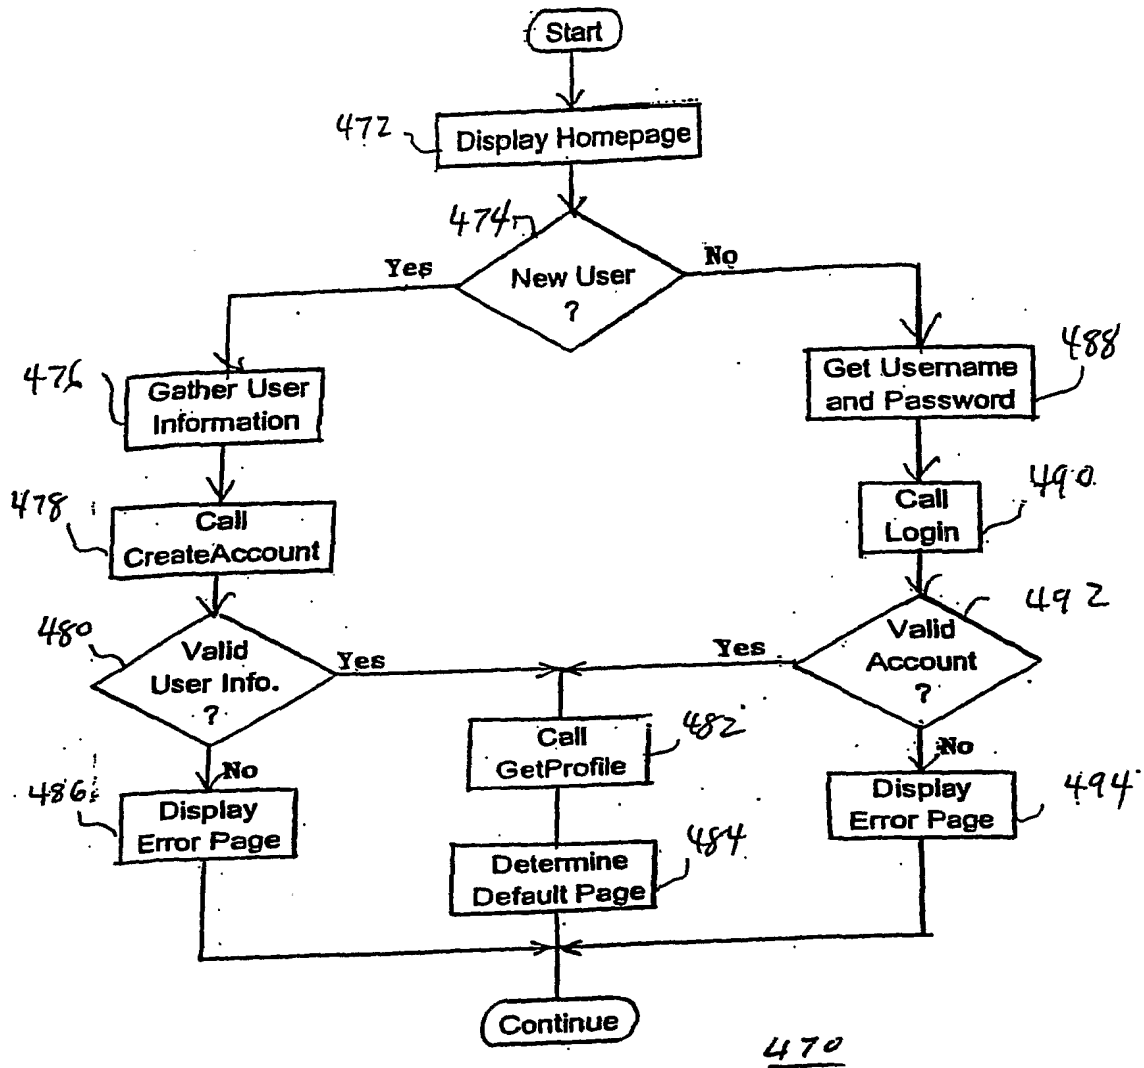 Start
472
Display Homepage
474
Yes
New User
?
No
476
Gather User
Information
488
Get Username
and Password
478
Call
CreateAccount
490
Call
Login
480
Valid
User Info.
?
Yes
492
Valid
Account
?
Yes
482
Call
GetProfile
No
486
Display
Error Page
No
494
Display
Error Page
484
Determine
Default Page
Continue
470